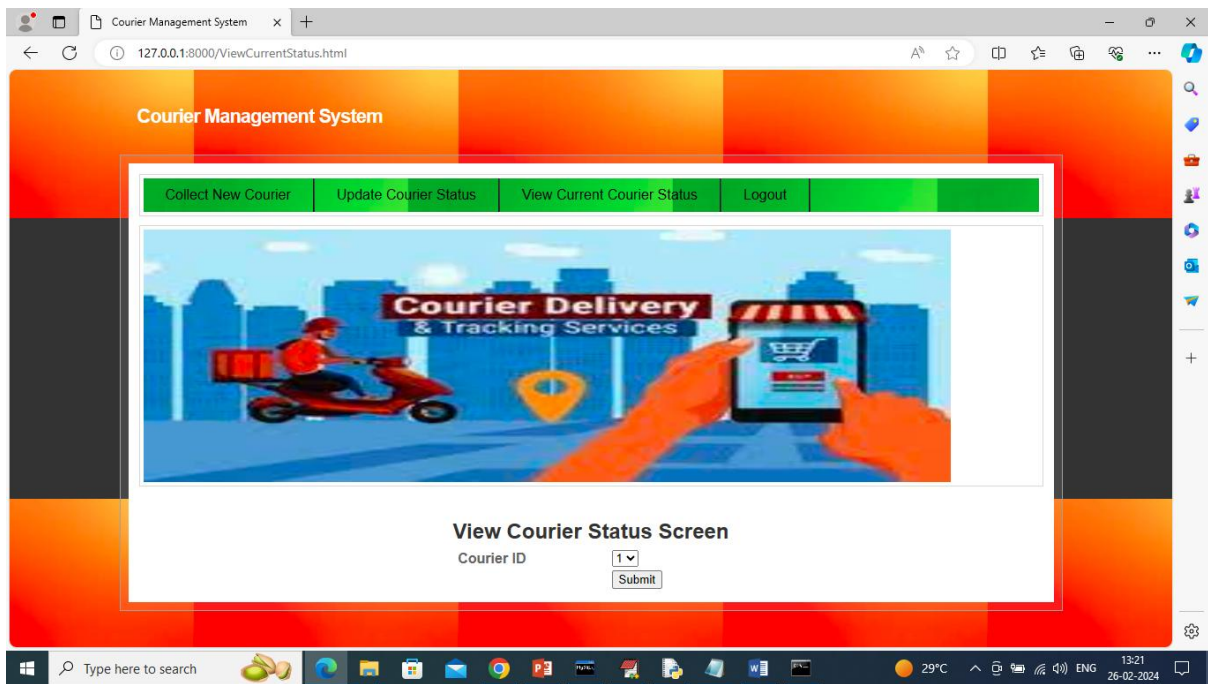 Courier Management System
127.0.0.1:8000/ViewCurrentStatus.html
Courier Management System
Collect New Courier Update Courier Status View Current Courier Status Logout
Courier Delivery
& Tracking Services
View Courier Status Screen
Courier ID 1
Submit
Type here to search 29°C ENG 13:21
26-02-2024